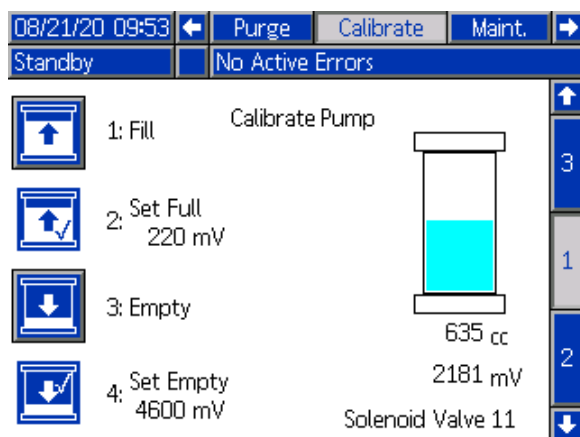 08/21/20 09:53 Purge Calibrate Maint.
Standby No Active Errors
1: Fill
Calibrate Pump
3
2: Set Full
220 mV
1
3: Empty
635 cc
2
4: Set Empty
2181 mV
4600 mV
Solenoid Valve 11